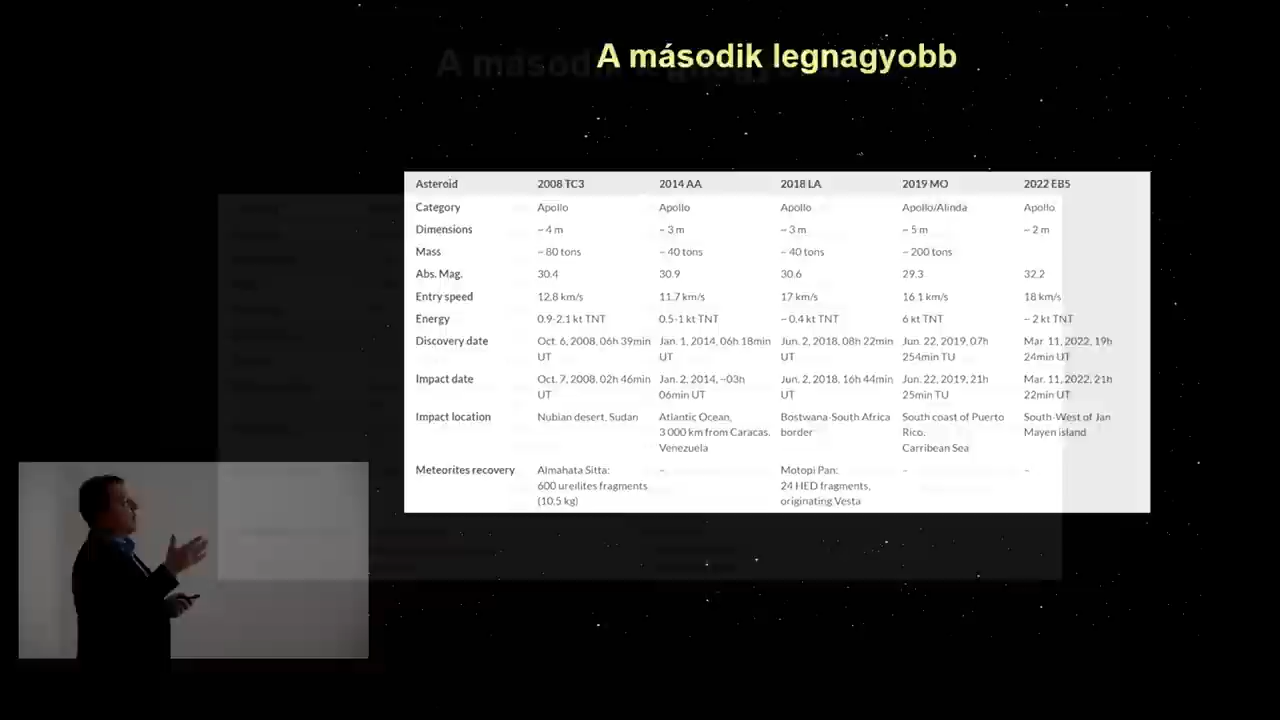 A második legnagyobb
Asteroid 2008 TC3 2014 AA 2018 LA 2019 MO 2022 EB5
Category Apollo Apollo Apollo Apollo/Alinda Apollo
Dimensions ~ 4 m ~ 3 m ~ 3 m ~ 5 m ~ 2 m
Mass ~ 80 tons ~ 40 tons ~ 40 tons ~ 200 tons
Abs. Mag. 30.4 30.9 30.6 29.3 32.2
Entry speed 12.8 km/s 11.7 km/s 17 km/s 16 1 km/s 18 km/s
Energy 0.9-2.1 kt TNT 0.5-1 kt TNT ~ 0.4 kt TNT 6 kt TNT ~ 2 kt TNT
Discovery date Oct. 6, 2008, 06h 39min Jan. 1, 2014, 06h 18min Jun. 2, 2018, 08h 22min Jun. 22, 2019, 07h Mar. 11, 2022, 19h
UT UT UT 254min TU 24min UT
Impact date Oct. 7, 2008, 02h 46min Jan. 2, 2014, ~03h Jun. 2, 2018, 16h 44min Jun. 22, 2019, 21h Mar. 11, 2022, 21h
UT 06min UT UT 25min TU 22min UT
Impact location Nubian desert, Sudan Atlantic Ocean, Bostwana-South Africa South coast of Puerto South-West of Jan
3 000 km from Caracas, border Rico. Mayen island
Venezuela Carribean Sea
Meteorites recovery Almahata Sitta: – Motopi Pan: – –
600 ureilites fragments 24 HED fragments,
(10.5 kg) originating Vesta